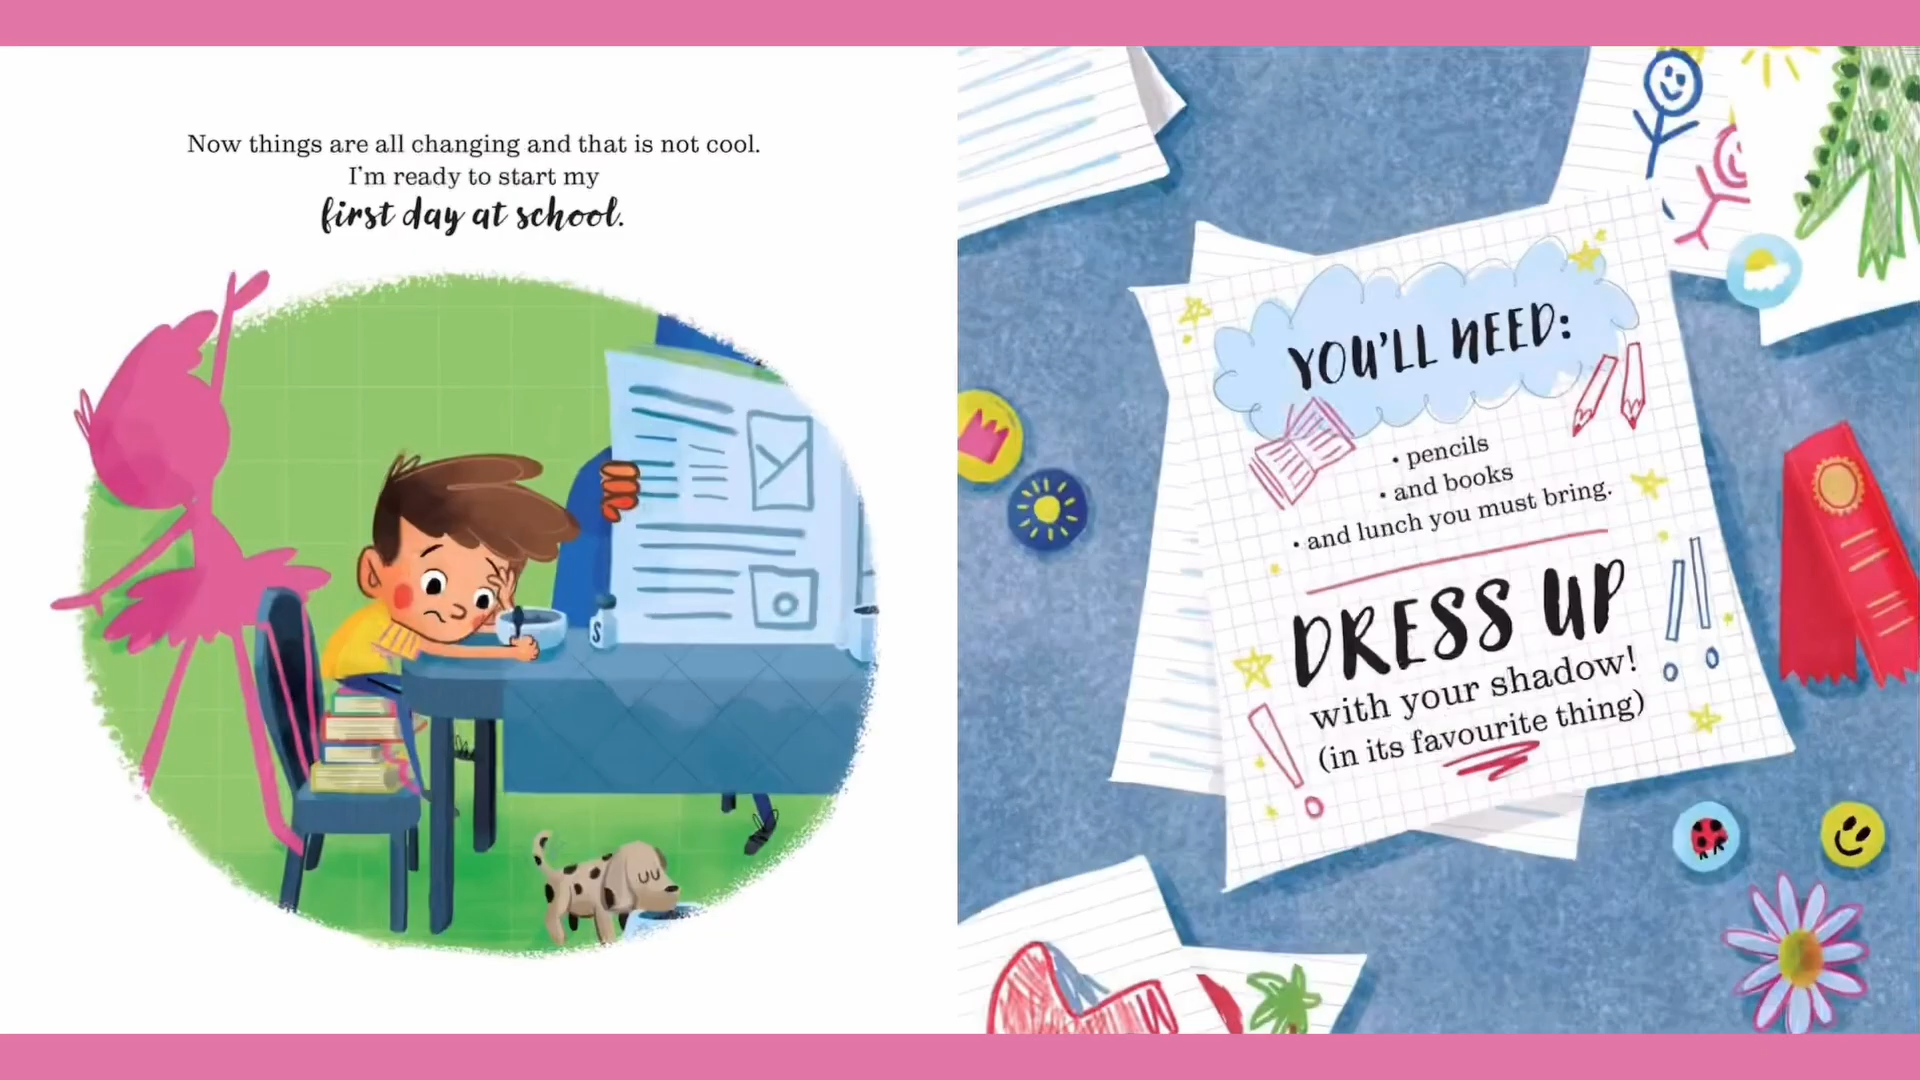 Now things are all changing and that is not cool.
I'm ready to start my
first day at school.
S
YOU'LL NEED:
• pencils
• and books
• and lunch you must bring.
DRESS UP
with your shadow!
(in its favourite thing)